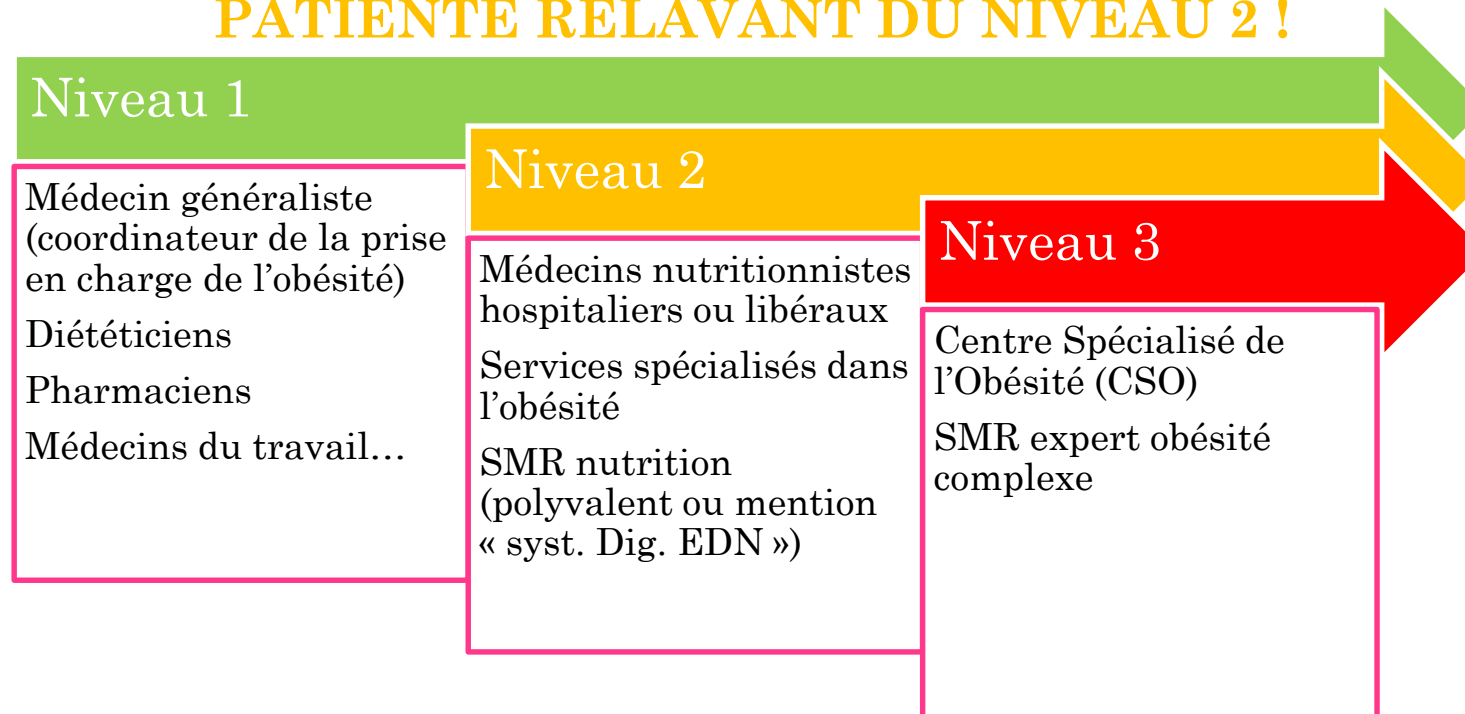 PATIENTE RELAVANT DU NIVEAU 2 !
Niveau 1
Médecin généraliste
(coordinateur de la prise
en charge de l’obésité)
Diététiciens
Pharmaciens
Médecins du travail…
Niveau 2
Médecins nutritionnistes
hospitaliers ou libéraux
Services spécialisés dans
l’obésité
SMR nutrition
(polyvalent ou mention
« syst. Dig. EDN »)
Niveau 3
Centre Spécialisé de
l’Obésité (CSO)
SMR expert obésité
complexe